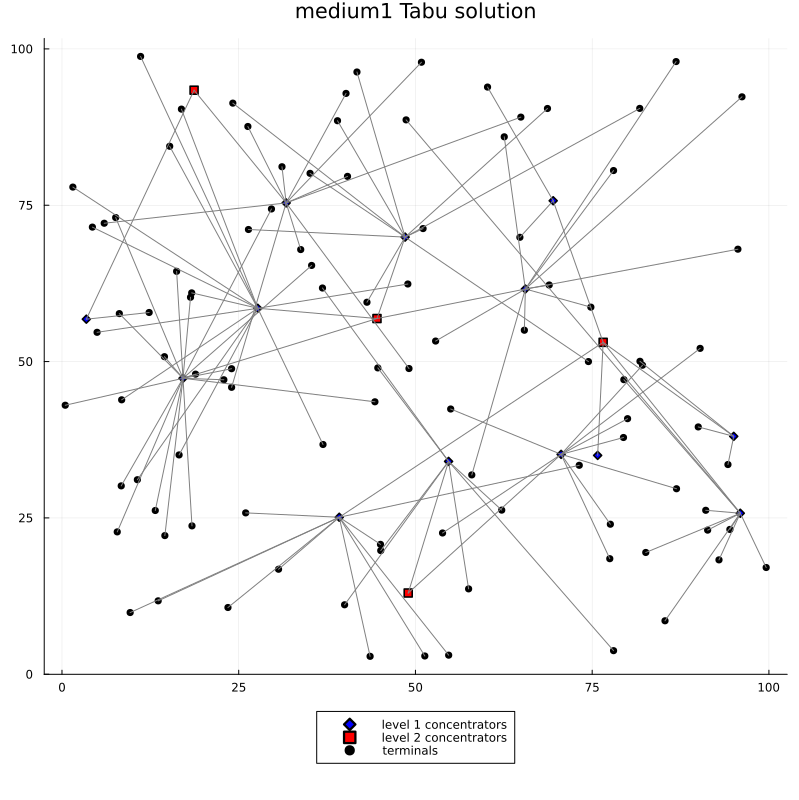 medium1 Tabu solution
100
75
50
25
0
0 25 50 75 100
level 1 concentrators
level 2 concentrators
terminals